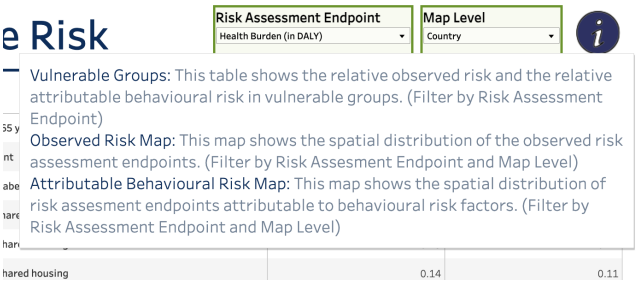 e Risk
Risk Assessment Endpoint
Health Burden (in DALY)
Map Level
Country
i
Vulnerable Groups: This table shows the relative observed risk and the relative
attributable behavioural risk in vulnerable groups. (Filter by Risk Assessment
Endpoint)
Observed Risk Map: This map shows the spatial distribution of the observed risk
assessment endpoints. (Filter by Risk Assesment Endpoint and Map Level)
Attributable Behavioural Risk Map: This map shows the spatial distribution of
risk assesment endpoints attributable to behavioural risk factors. (Filter by
Risk Assessment Endpoint and Map Level)
55 y
nt
abe
hare
hared housing 0.14 0.11